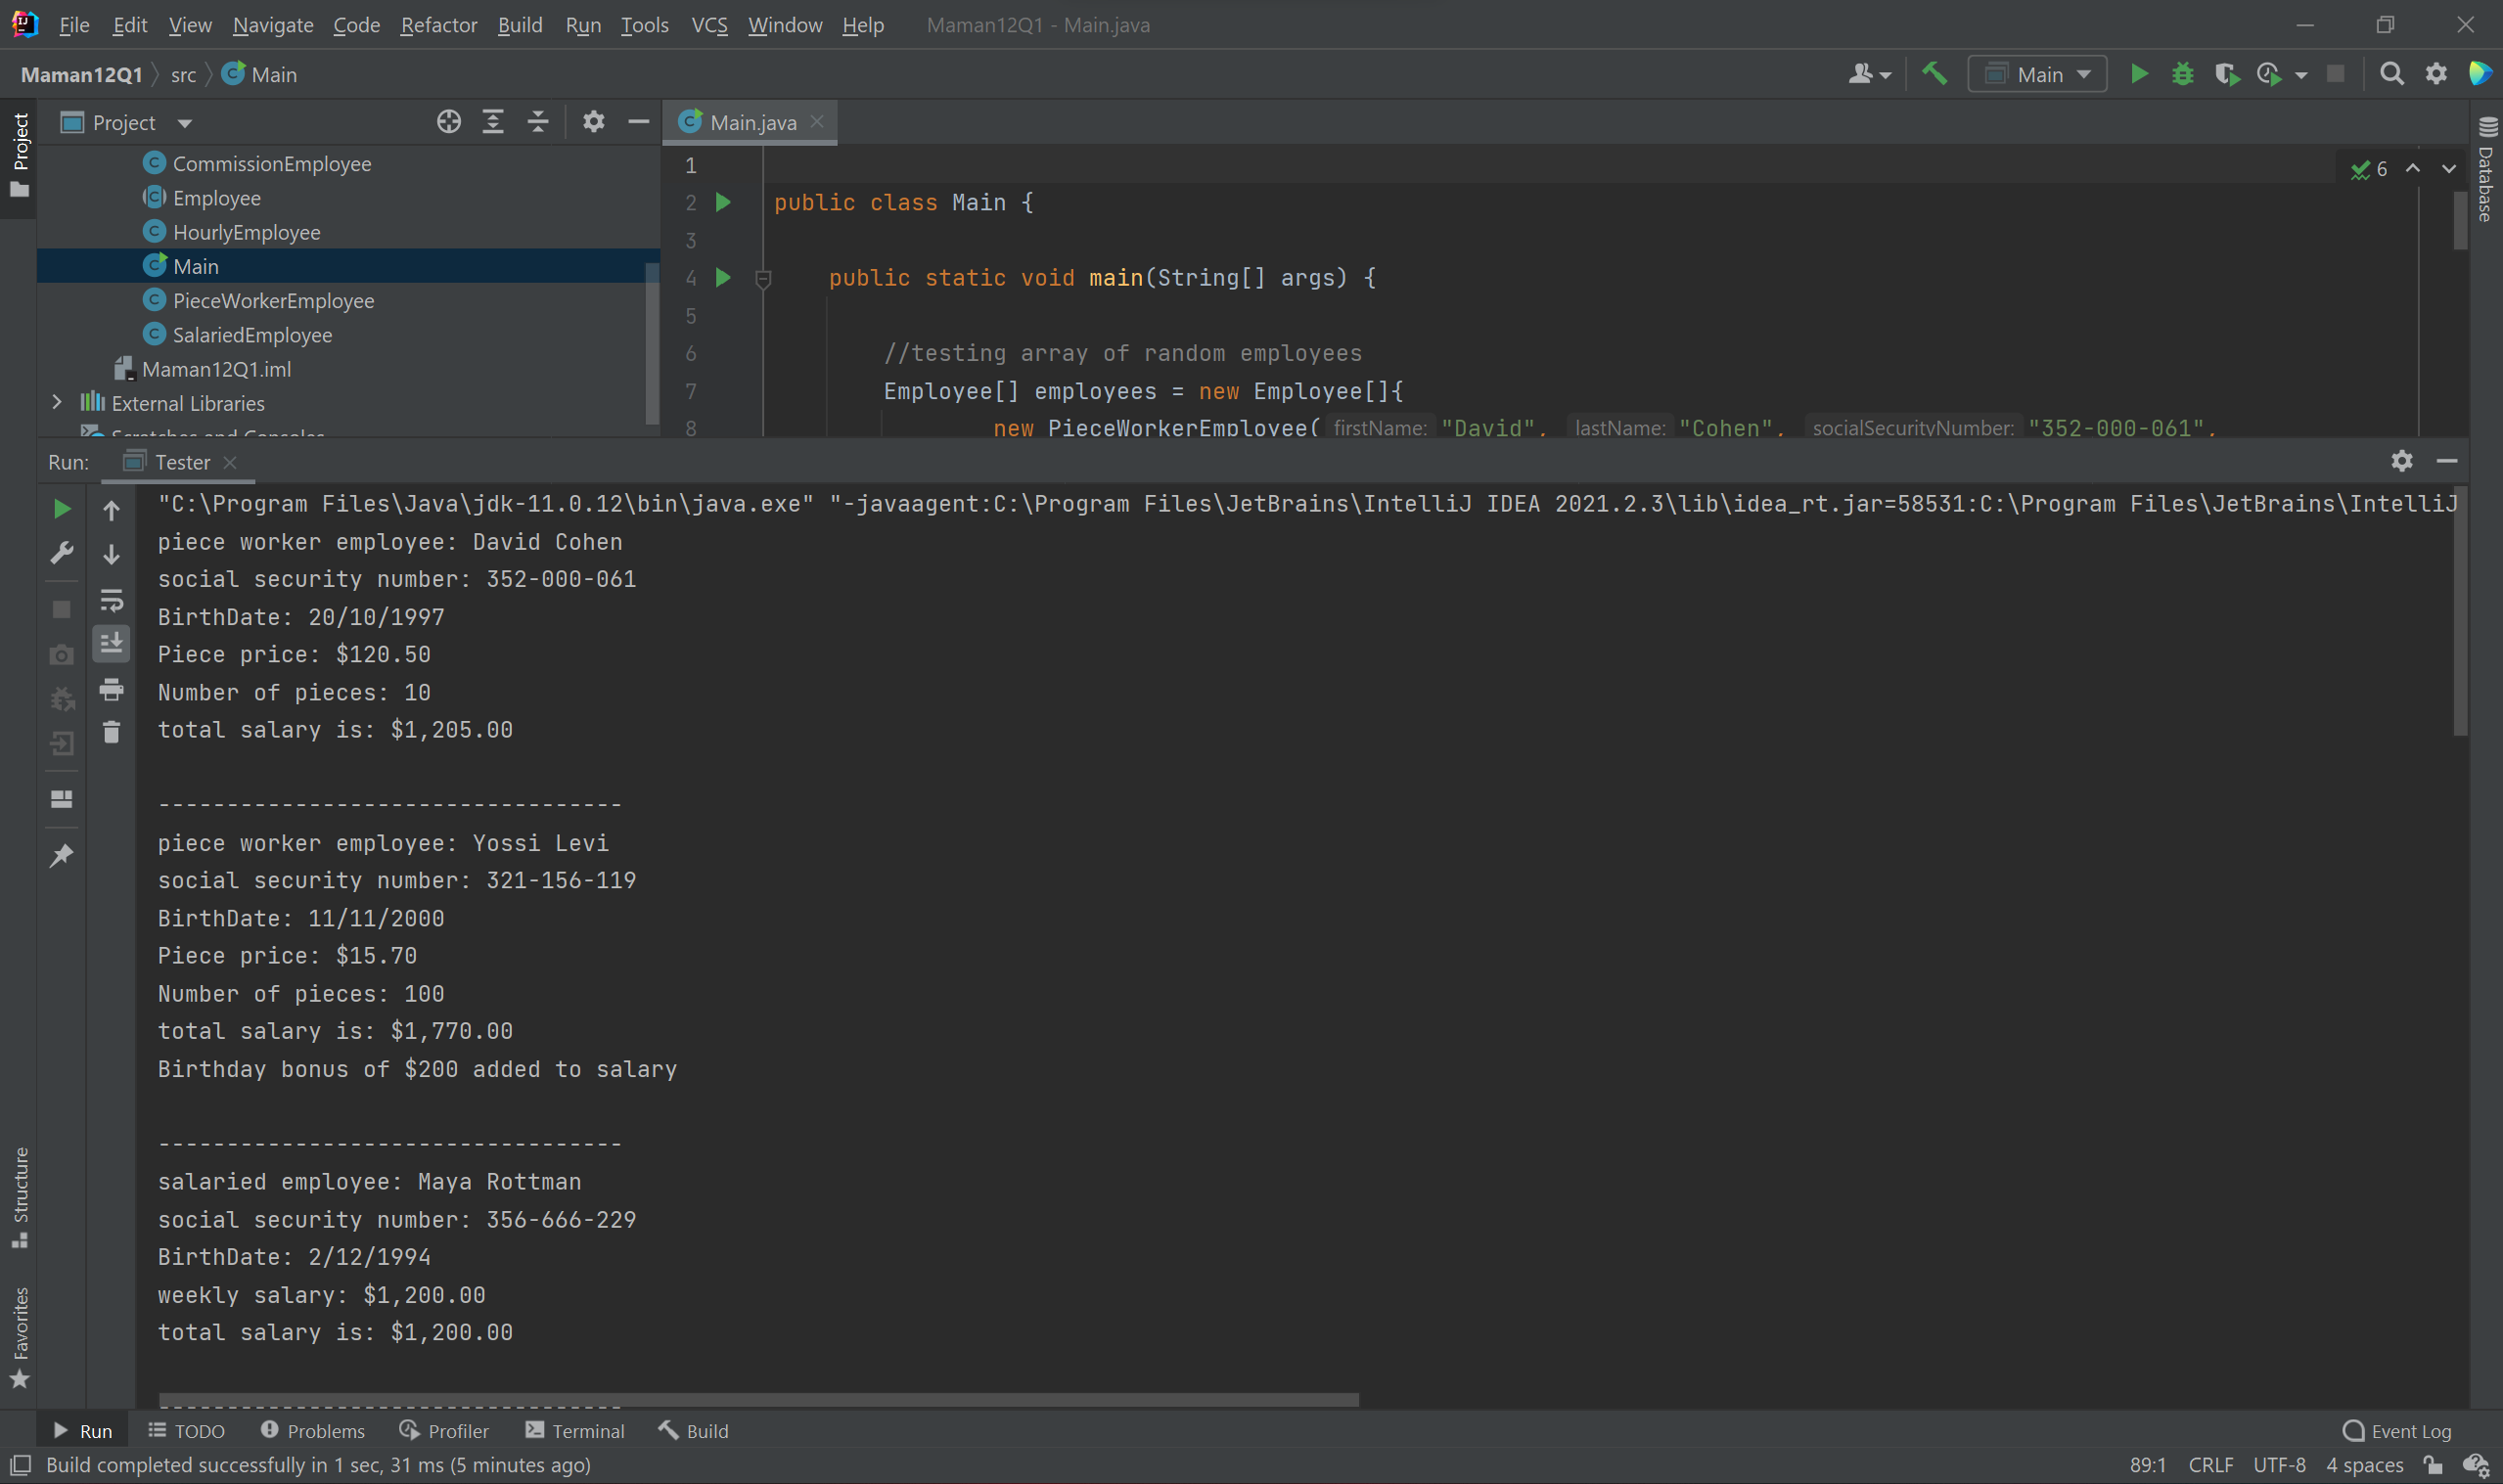 File Edit View Navigate Code Refactor Build Run Tools VCS Window Help Maman12Q1 - Main.java
Maman12Q1 src Main
Main
Project
Project
CommissionEmployee
Employee
HourlyEmployee
Main
PieceWorkerEmployee
SalariedEmployee
Maman12Q1.iml
External Libraries
Scratches and Consoles
Main.java
6
Database
1
2 public class Main {
3
4 public static void main(String[] args) {
5
6 //testing array of random employees
7 Employee[] employees = new Employee[]{
8 new PieceWorkerEmployee( firstName: "David", lastName: "Cohen", socialSecurityNumber: "352-000-061",
Run: Tester
"C:\Program Files\Java\jdk-11.0.12\bin\java.exe" "-javaagent:C:\Program Files\JetBrains\IntelliJ IDEA 2021.2.3\lib\idea_rt.jar=58531:C:\Program Files\JetBrains\IntelliJ
piece worker employee: David Cohen
social security number: 352-000-061
BirthDate: 20/10/1997
Piece price: $120.50
Number of pieces: 10
total salary is: $1,205.00
----------------------------------
piece worker employee: Yossi Levi
social security number: 321-156-119
BirthDate: 11/11/2000
Piece price: $15.70
Number of pieces: 100
total salary is: $1,770.00
Birthday bonus of $200 added to salary
----------------------------------
salaried employee: Maya Rottman
social security number: 356-666-229
BirthDate: 2/12/1994
weekly salary: $1,200.00
total salary is: $1,200.00
----------------------------------
Structure
Favorites
Run TODO Problems Profiler Terminal Build Event Log
Build completed successfully in 1 sec, 31 ms (5 minutes ago) 89:1 CRLF UTF-8 4 spaces